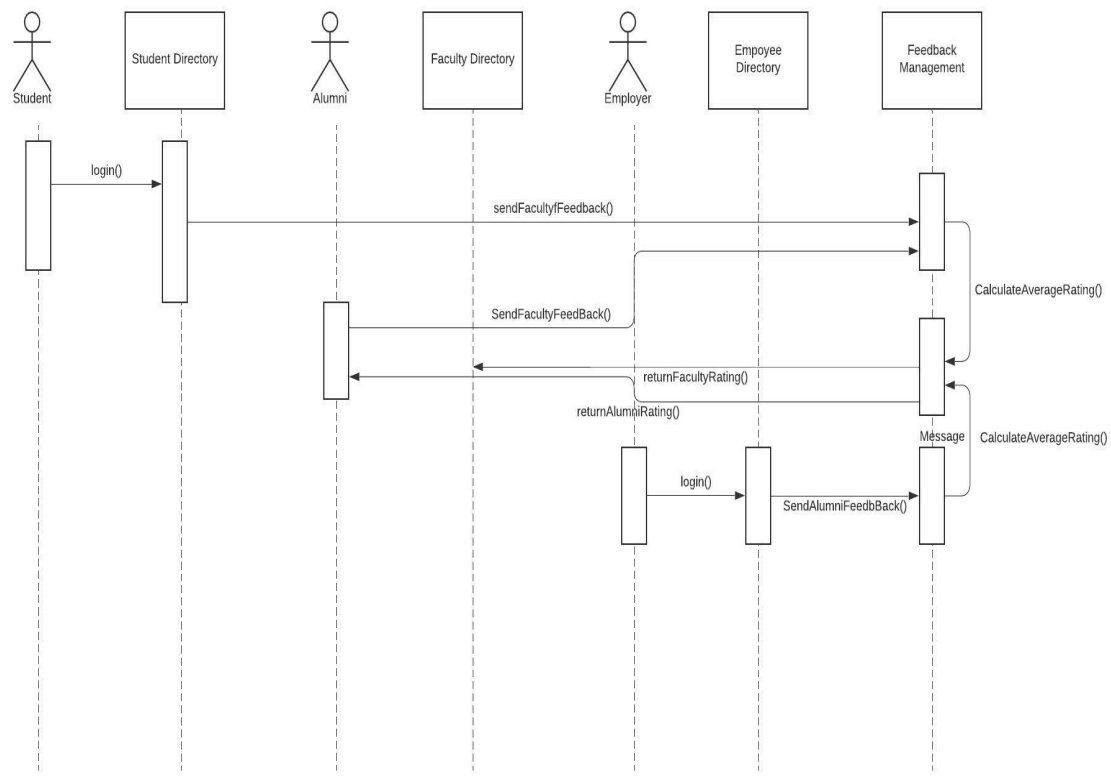 Student
Student Directory
Alumni
Faculty Directory
Employer
Empoyee
Directory
Feedback
Management
login()
sendFacultyfFeedback()
CalculateAverageRating()
SendFacultyFeedBack()
returnFacultyRating()
returnAlumniRating()
Message
CalculateAverageRating()
login()
SendAlumniFeedbBack()